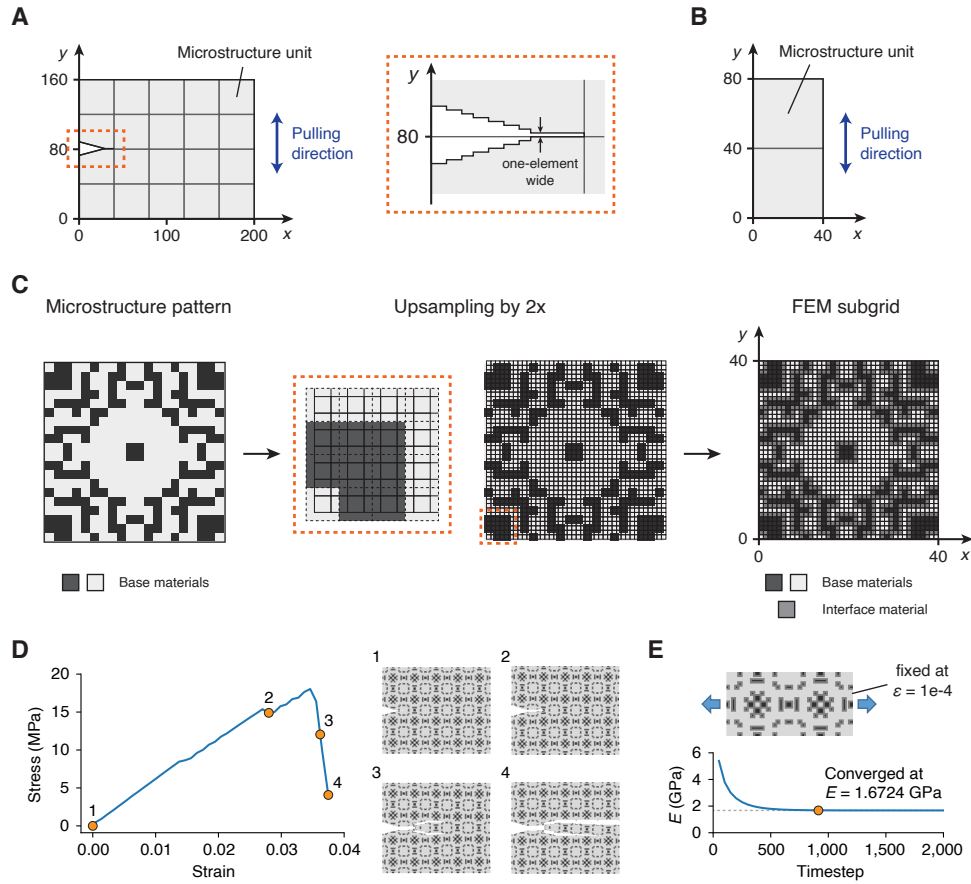 A
y
160
80
0
0
100
200
x
Microstructure unit
Pulling
direction
y
80
one-element
wide
B
y
80
40
0
0
40
x
Microstructure unit
Pulling
direction
C
Microstructure pattern
Upsampling by 2x
FEM subgrid
y
40
0
0
40
x
Base materials
Base materials
Interface material
D
Stress (MPa)
20
15
10
5
0
0.00
0.01
0.02
0.03
0.04
Strain
1
2
3
4
1
2
3
4
E
fixed at
ε = 1e-4
E (GPa)
6
4
2
0
0
500
1,000
1,500
2,000
Timestep
Converged at
E = 1.6724 GPa